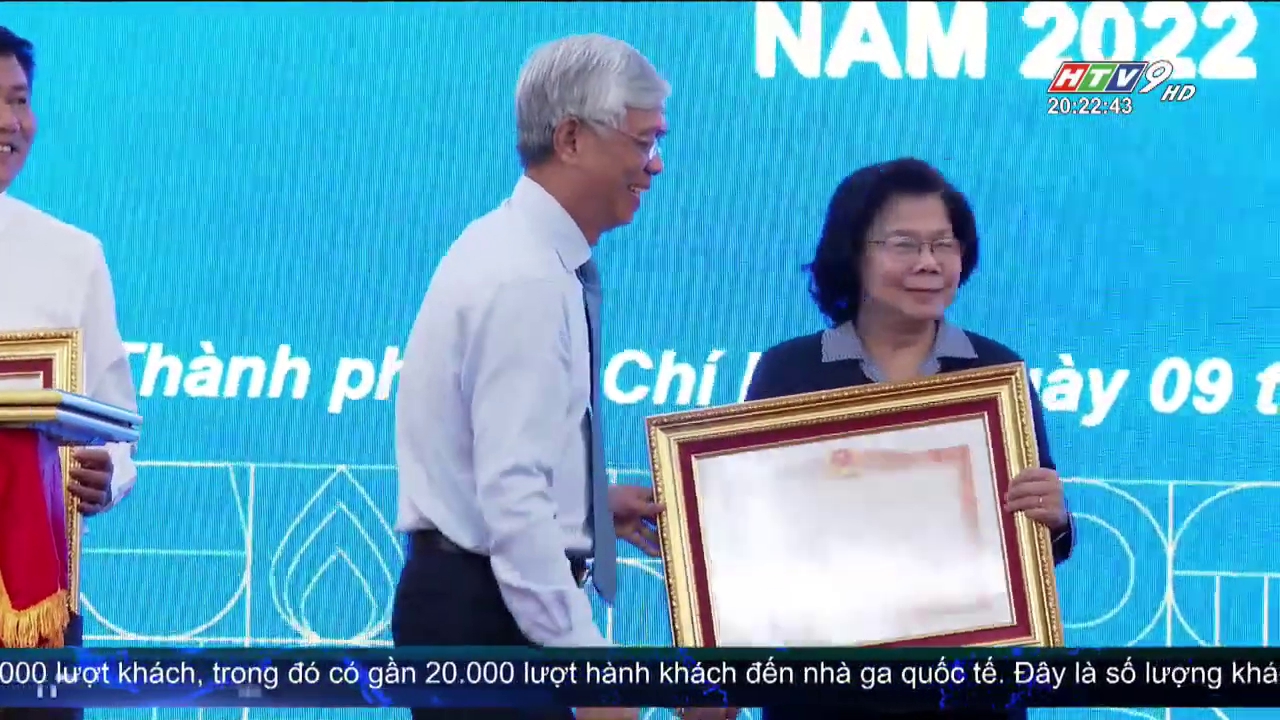 NĂM 2022
HTV9 HD
20:22:43
Thành ph Chí ày 09 t
000 lượt khách, trong đó có gần 20.000 lượt hành khách đến nhà ga quốc tế. Đây là số lượng khá